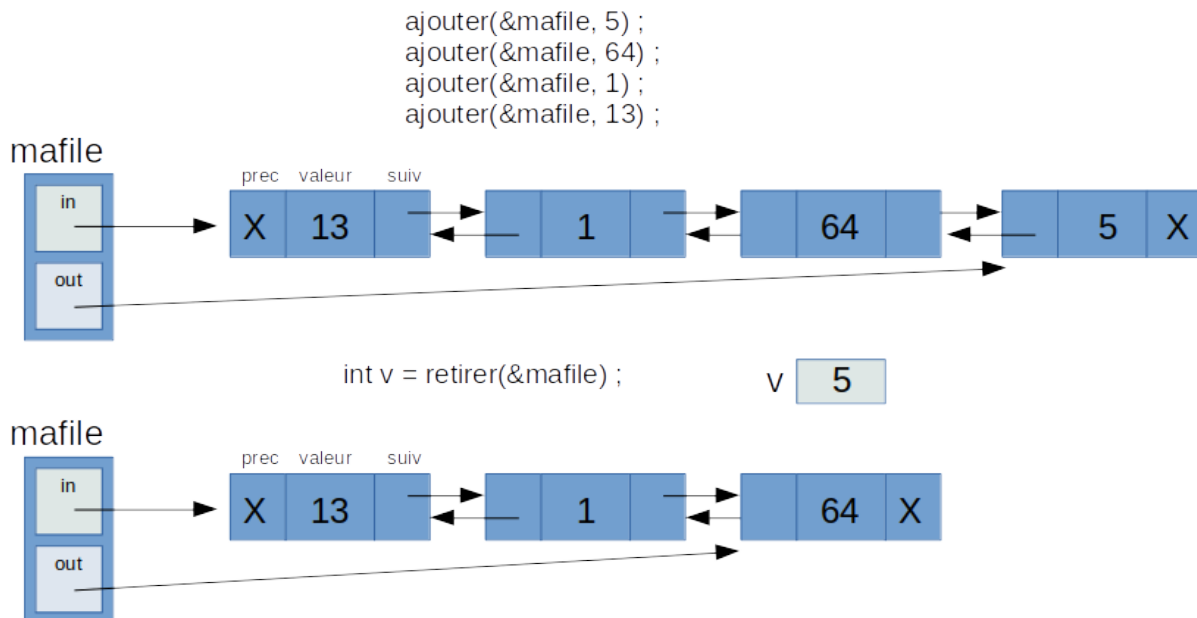 ajouter(&mafile, 5) ;
ajouter(&mafile, 64) ;
ajouter(&mafile, 1) ;
ajouter(&mafile, 13) ;
mafile
in
out
prec valeur suiv
X 13 1 64 5 X
int v = retirer(&mafile) ;
V 5
mafile
in
out
prec valeur suiv
X 13 1 64 X